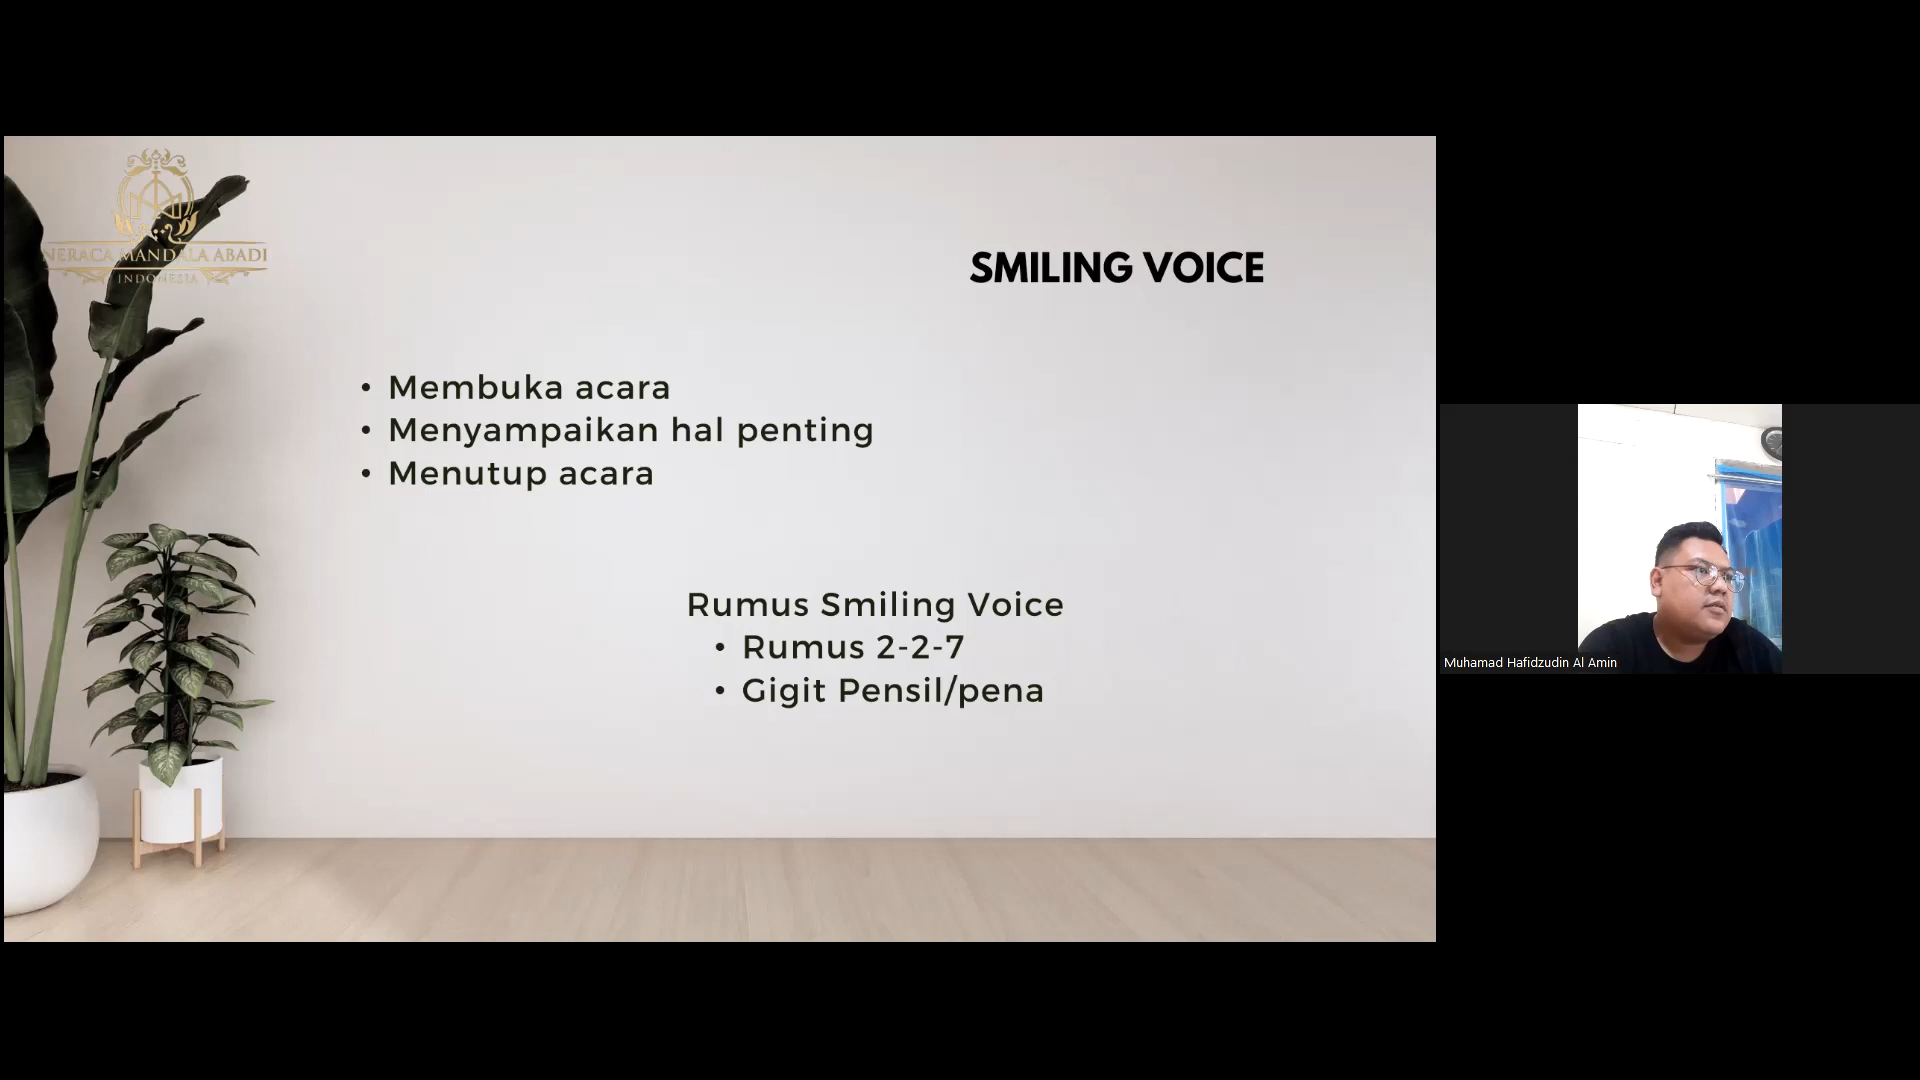 NERACA MANDALA ABADI
INDONESIA
SMILING VOICE
• Membuka acara
• Menyampaikan hal penting
• Menutup acara
Rumus Smiling Voice
• Rumus 2-2-7
• Gigit Pensil/pena
Muhamad Hafidzudin Al Amin